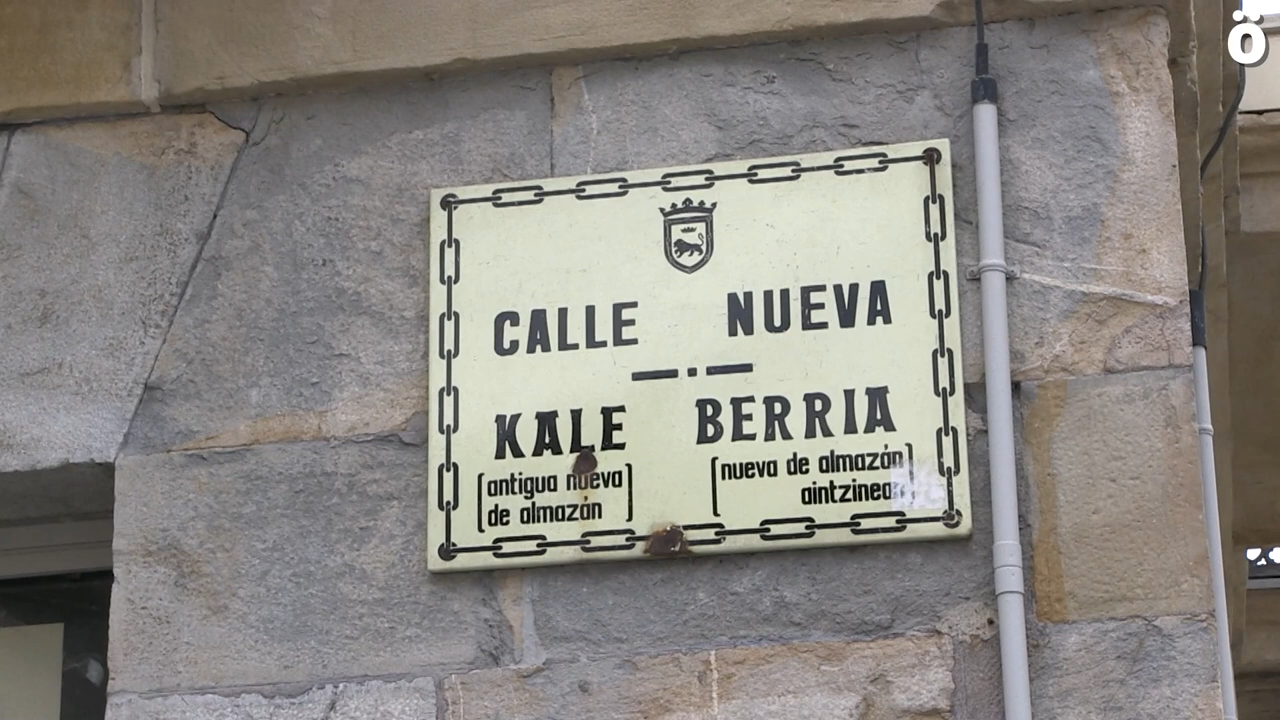 ö
CALLE NUEVA
KALE BERRIA
[antigua nueva
de almazán]
[nueva de almazán
aintzinean]